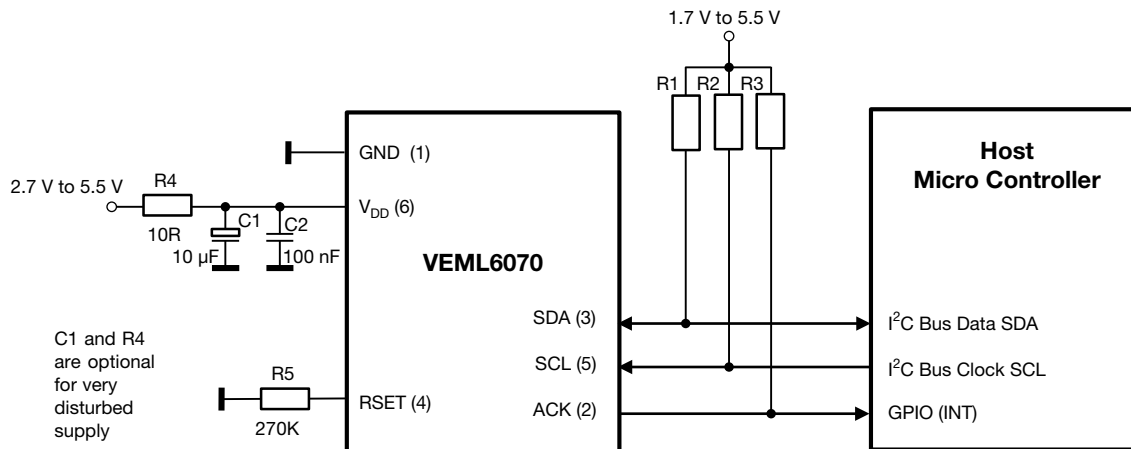 1.7 V to 5.5 V
R1 R2 R3
GND (1)
Host
Micro Controller
2.7 V to 5.5 V
R4
10R
V_DD (6)
C1
10 µF
C2
100 nF
VEML6070
SDA (3)
I²C Bus Data SDA
C1 and R4
are optional
for very
disturbed
supply
SCL (5)
I²C Bus Clock SCL
R5
270K
RSET (4)
ACK (2)
GPIO (INT)